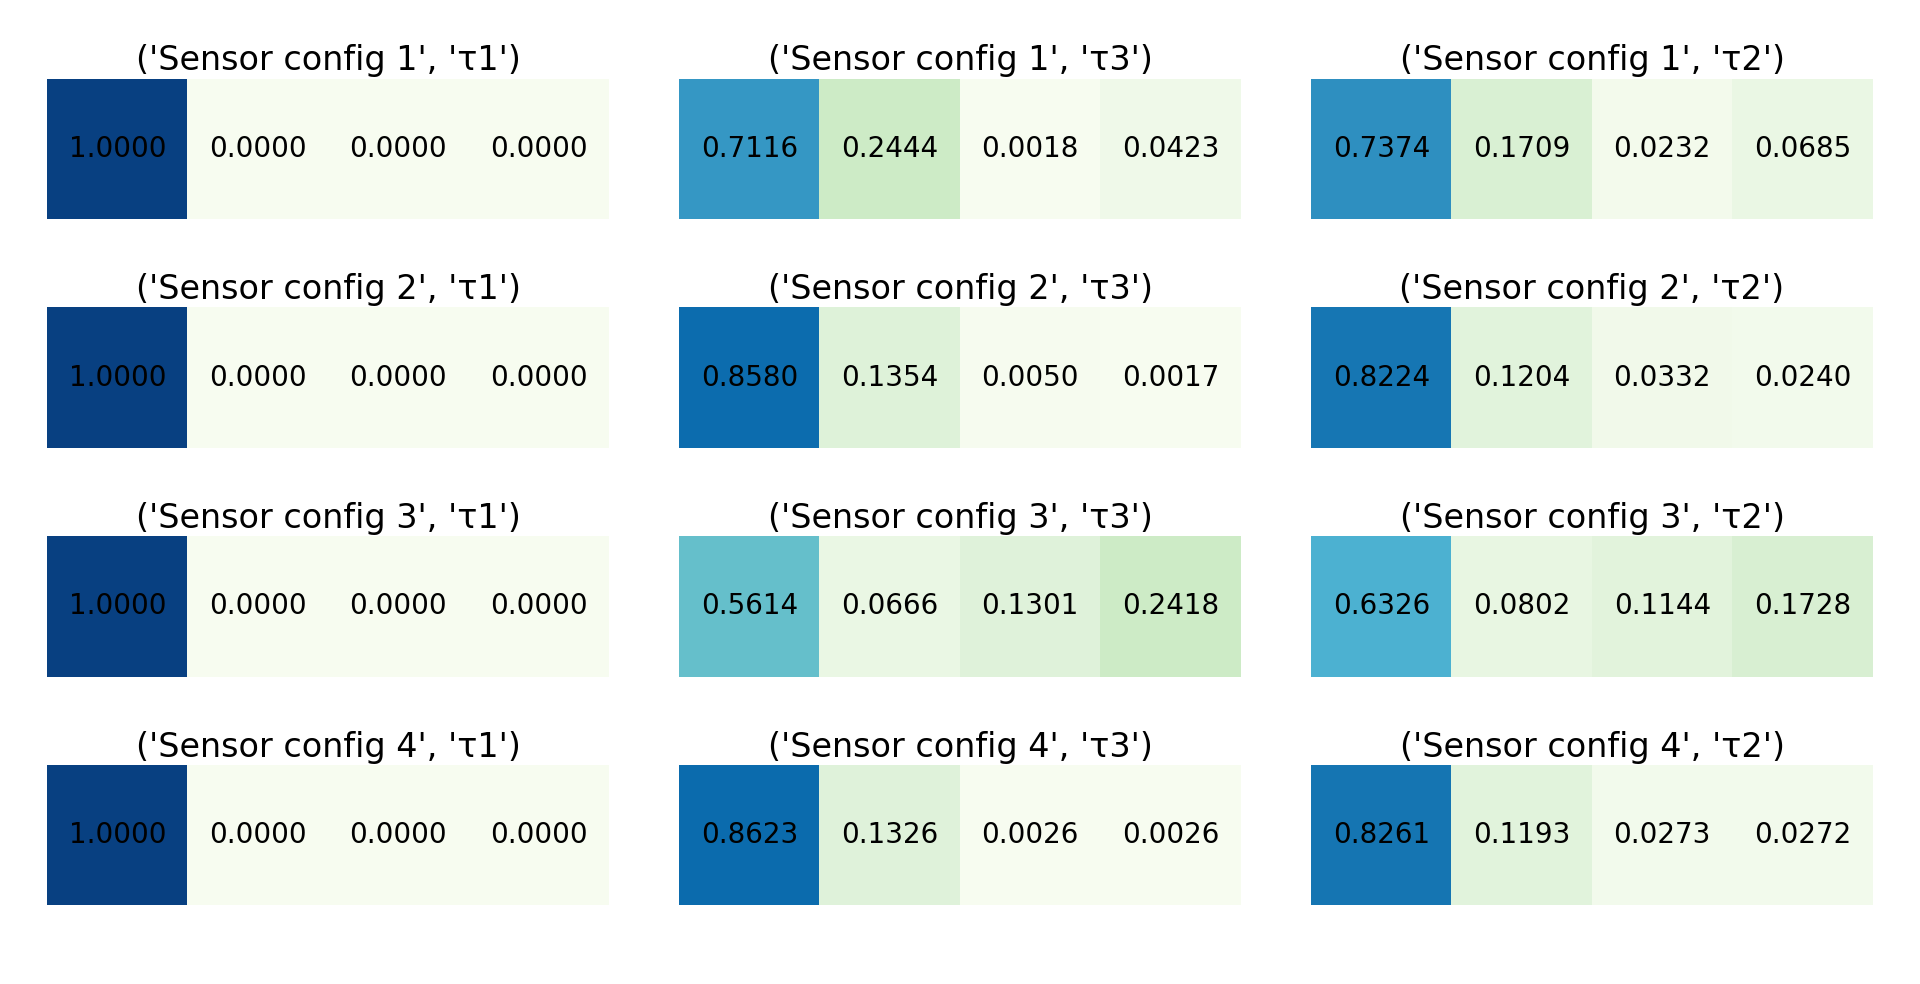 ('Sensor config 1', 'τ1') ('Sensor config 1', 'τ3') ('Sensor config 1', 'τ2')
1.0000 0.0000 0.0000 0.0000 0.7116 0.2444 0.0018 0.0423 0.7374 0.1709 0.0232 0.0685
('Sensor config 2', 'τ1') ('Sensor config 2', 'τ3') ('Sensor config 2', 'τ2')
1.0000 0.0000 0.0000 0.0000 0.8580 0.1354 0.0050 0.0017 0.8224 0.1204 0.0332 0.0240
('Sensor config 3', 'τ1') ('Sensor config 3', 'τ3') ('Sensor config 3', 'τ2')
1.0000 0.0000 0.0000 0.0000 0.5614 0.0666 0.1301 0.2418 0.6326 0.0802 0.1144 0.1728
('Sensor config 4', 'τ1') ('Sensor config 4', 'τ3') ('Sensor config 4', 'τ2')
1.0000 0.0000 0.0000 0.0000 0.8623 0.1326 0.0026 0.0026 0.8261 0.1193 0.0273 0.0272